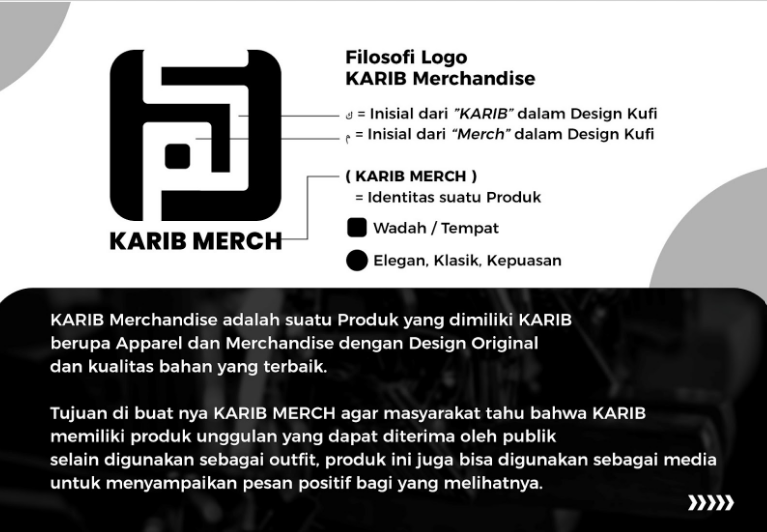 KARIB MERCH
Filosofi Logo
KARIB Merchandise
ك = Inisial dari "KARIB" dalam Design Kufi
م = Inisial dari “Merch” dalam Design Kufi
( KARIB MERCH )
= Identitas suatu Produk
Wadah / Tempat
Elegan, Klasik, Kepuasan
KARIB Merchandise adalah suatu Produk yang dimiliki KARIB
berupa Apparel dan Merchandise dengan Design Original
dan kualitas bahan yang terbaik.
Tujuan di buat nya KARIB MERCH agar masyarakat tahu bahwa KARIB
memiliki produk unggulan yang dapat diterima oleh publik
selain digunakan sebagai outfit, produk ini juga bisa digunakan sebagai media
untuk menyampaikan pesan positif bagi yang melihatnya.